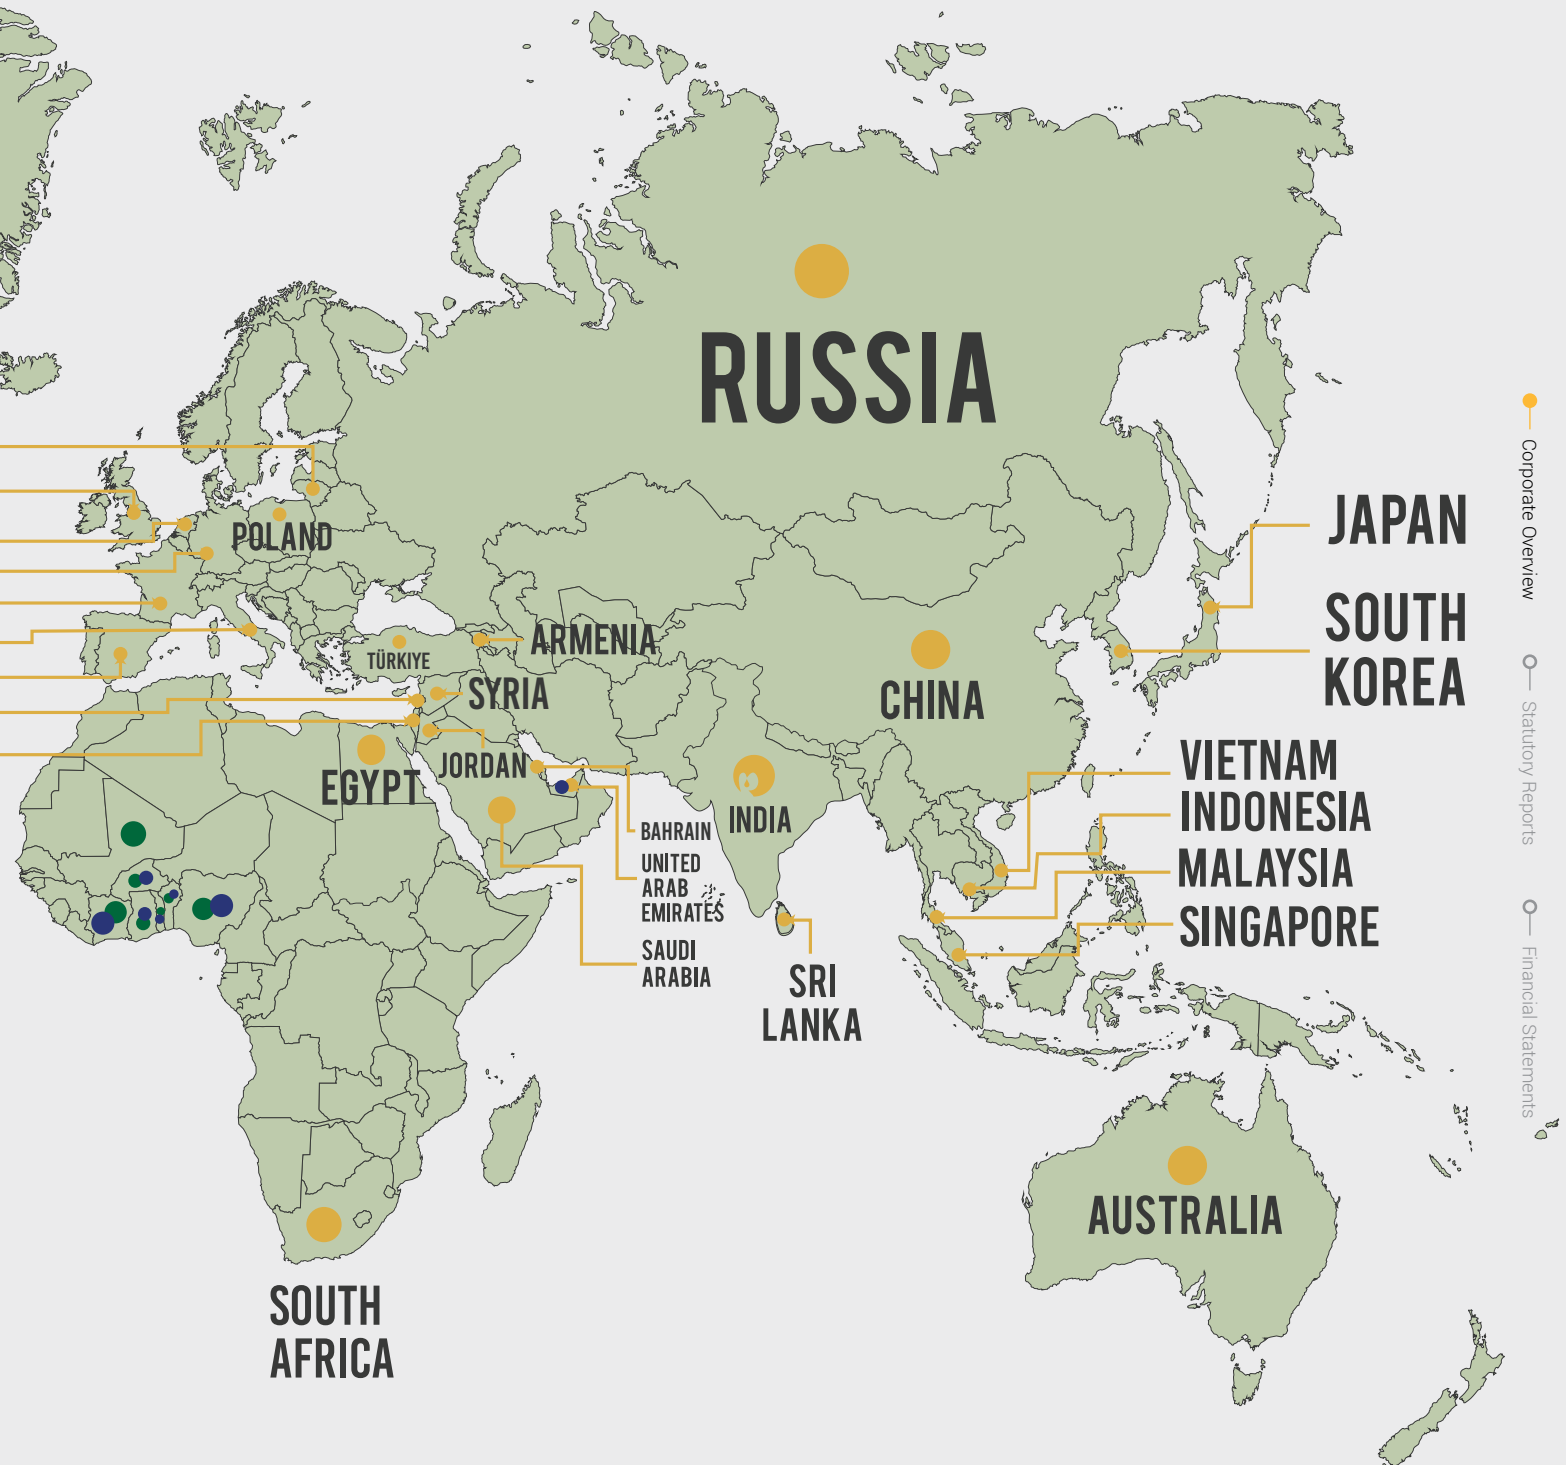 RUSSIA
JAPAN
POLAND
SOUTH
KOREA
ARMENIA
TÜRKIYE
SYRIA
CHINA
JORDAN
EGYPT
VIETNAM
INDIA
INDONESIA
BAHRAIN
UNITED
ARAB
EMIRATES
MALAYSIA
SINGAPORE
SAUDI
ARABIA
SRI
LANKA
AUSTRALIA
SOUTH
AFRICA
Corporate Overview
Statutory Reports
Financial Statements